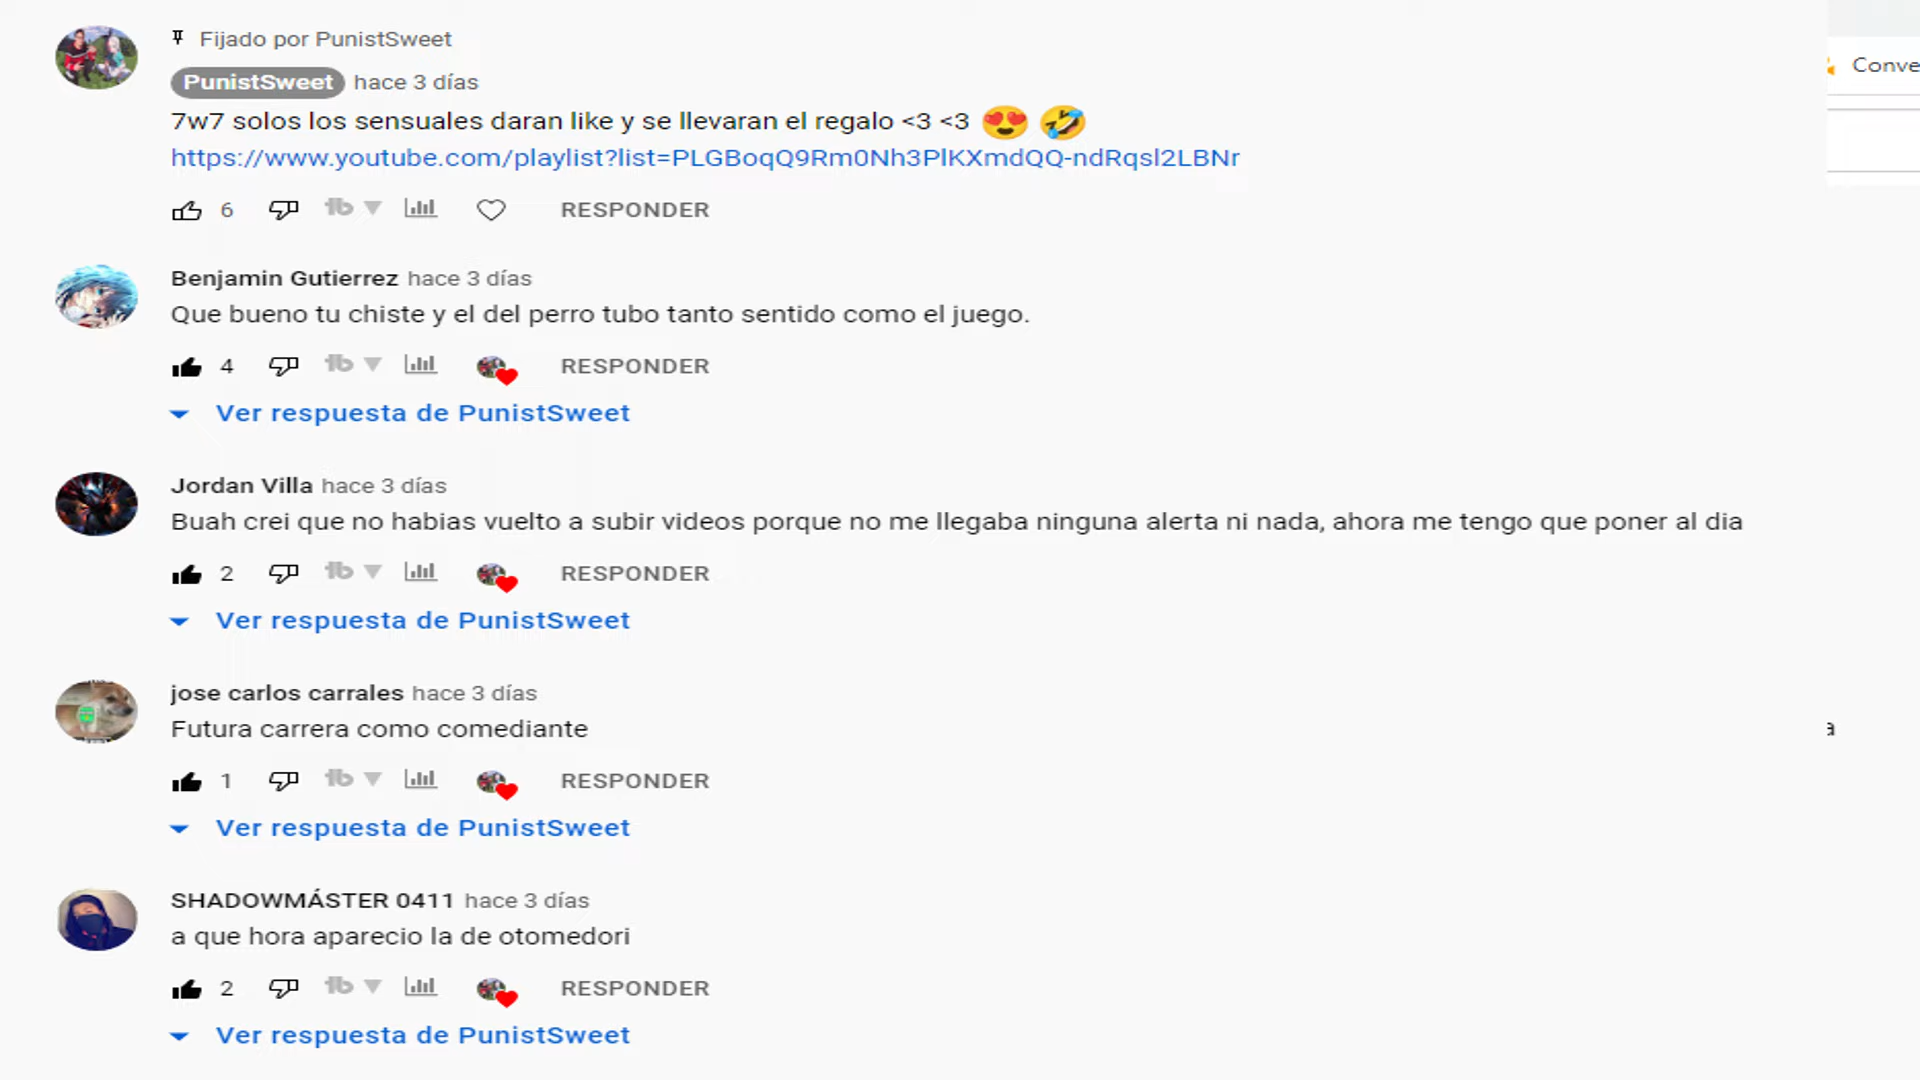 Fijado por PunistSweet
PunistSweet hace 3 días
Conve
7w7 solos los sensuales daran like y se llevaran el regalo <3 <3 😍 🤣
https://www.youtube.com/playlist?list=PLGBoqQ9Rm0Nh3PlKXmdQQ-ndRqsl2LBNr
6 RESPONDER
Benjamin Gutierrez hace 3 días
Que bueno tu chiste y el del perro tubo tanto sentido como el juego.
4 RESPONDER
Ver respuesta de PunistSweet
Jordan Villa hace 3 días
Buah crei que no habias vuelto a subir videos porque no me llegaba ninguna alerta ni nada, ahora me tengo que poner al dia
2 RESPONDER
Ver respuesta de PunistSweet
jose carlos carrales hace 3 días
Futura carrera como comediante
1 RESPONDER
Ver respuesta de PunistSweet
SHADOWMÁSTER 0411 hace 3 días
a que hora aparecio la de otomedori
2 RESPONDER
Ver respuesta de PunistSweet